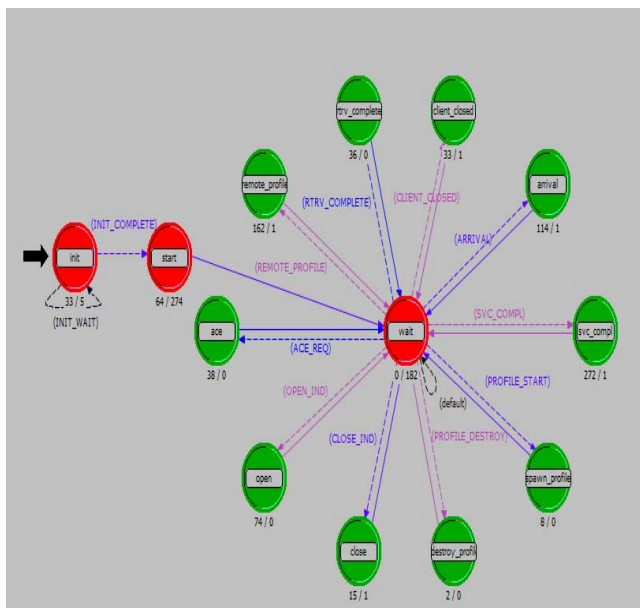 rtrv_complete
client_closed
36 / 0
33 / 1
remote_profile
arrival
162 / 1
114 / 1
(RTRV_COMPLETE)
(CLIENT_CLOSED)
(INIT_COMPLETE)
(ARRIVAL)
init
start
(REMOTE_PROFILE)
33 / 5
64 / 274
(INIT_WAIT)
ace
wait
(SVC_COMPL)
svc_compl
38 / 0
(ACE_REQ)
0 / 182
272 / 1
(PROFILE_START)
(OPEN_IND)
(default)
(CLOSE_IND)
(PROFILE_DESTROY)
open
spawn_profile
74 / 0
8 / 0
close
destroy_profil
15 / 1
2 / 0